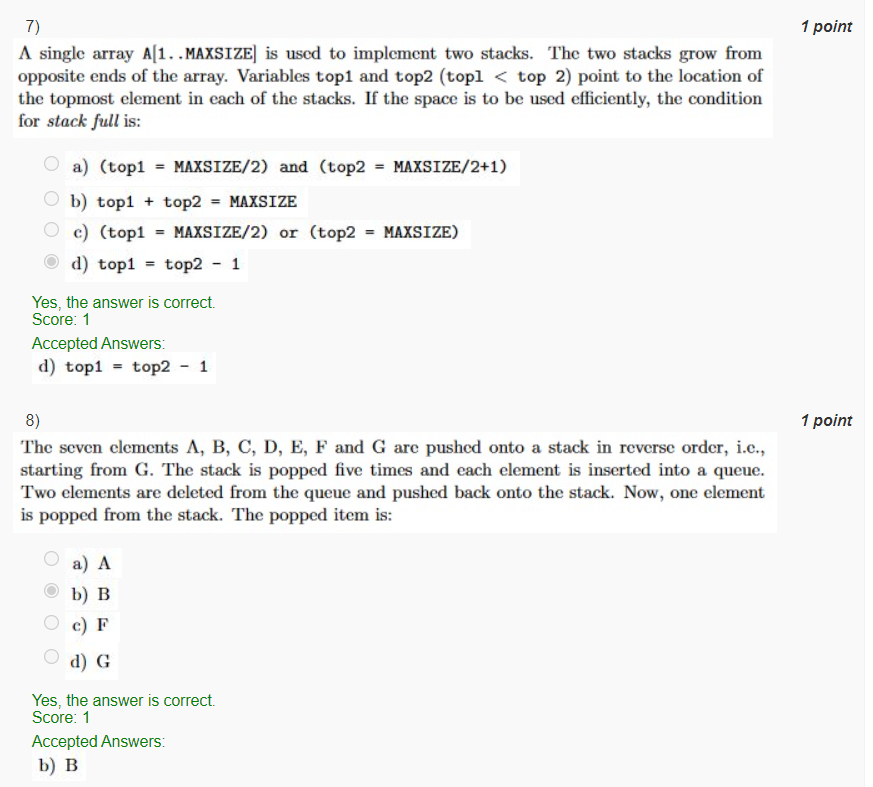 7)
1 point
A single array A[1..MAXSIZE] is used to implement two stacks. The two stacks grow from
opposite ends of the array. Variables top1 and top2 (top1 < top 2) point to the location of
the topmost element in each of the stacks. If the space is to be used efficiently, the condition
for stack full is:
a) (top1 = MAXSIZE/2) and (top2 = MAXSIZE/2+1)
b) top1 + top2 = MAXSIZE
c) (top1 = MAXSIZE/2) or (top2 = MAXSIZE)
d) top1 = top2 - 1
Yes, the answer is correct.
Score: 1
Accepted Answers:
d) top1 = top2 - 1
8)
1 point
The seven elements A, B, C, D, E, F and G are pushed onto a stack in reverse order, i.e.,
starting from G. The stack is popped five times and each element is inserted into a queue.
Two elements are deleted from the queue and pushed back onto the stack. Now, one element
is popped from the stack. The popped item is:
a) A
b) B
c) F
d) G
Yes, the answer is correct.
Score: 1
Accepted Answers:
b) B